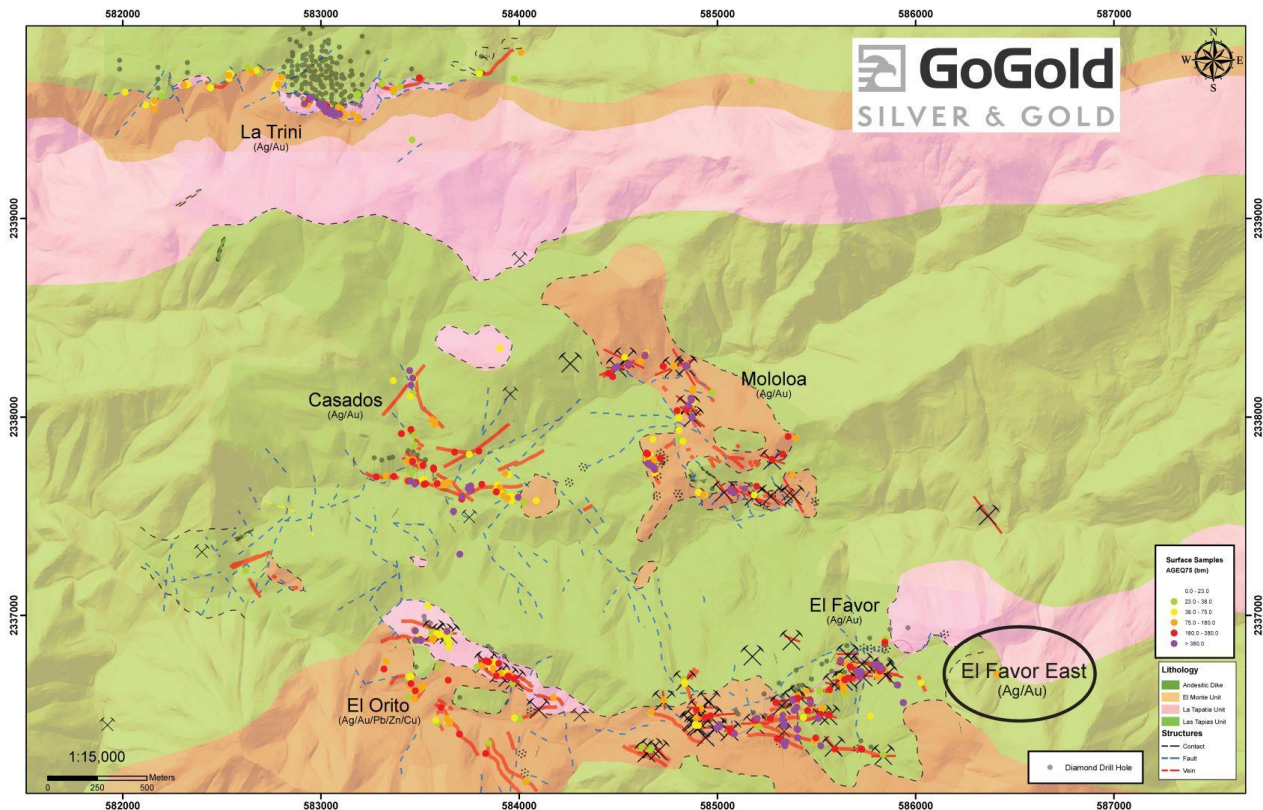 582000 583000 584000 585000 586000 587000
GoGold
SILVER & GOLD
N
W E
S
La Trini
(Ag/Au)
2339000 2339000
Casados
(Ag/Au)
Mololoa
(Ag/Au)
2338000 2338000
El Favor
(Ag/Au)
El Favor East
(Ag/Au)
El Orito
(Ag/Au/Pb/Zn/Cu)
2337000 2337000
Surface Samples
AGEQ75 (bm)
0.0 - 23.0
23.0 - 38.0
38.0 - 75.0
75.0 - 180.0
180.0 - 380.0
> 380.0
Lithology
Andesitic Dike
El Monte Unit
La Tapatia Unit
Las Tapias Unit
Structures
Contact
Fault
Vein
Diamond Drill Hole
1:15,000
Meters
0 250 500
582000 583000 584000 585000 586000 587000